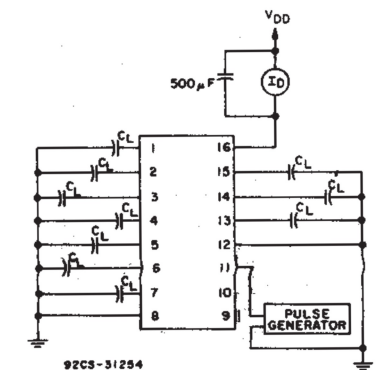 VDD
500µF
ID
CL 1 16
CL 2 15 CL
CL 3 14 CL
CL 4 13 CL
CL 5 12
CL 6 11
CL 7 10
8 9
PULSE
GENERATOR
92CS-31254